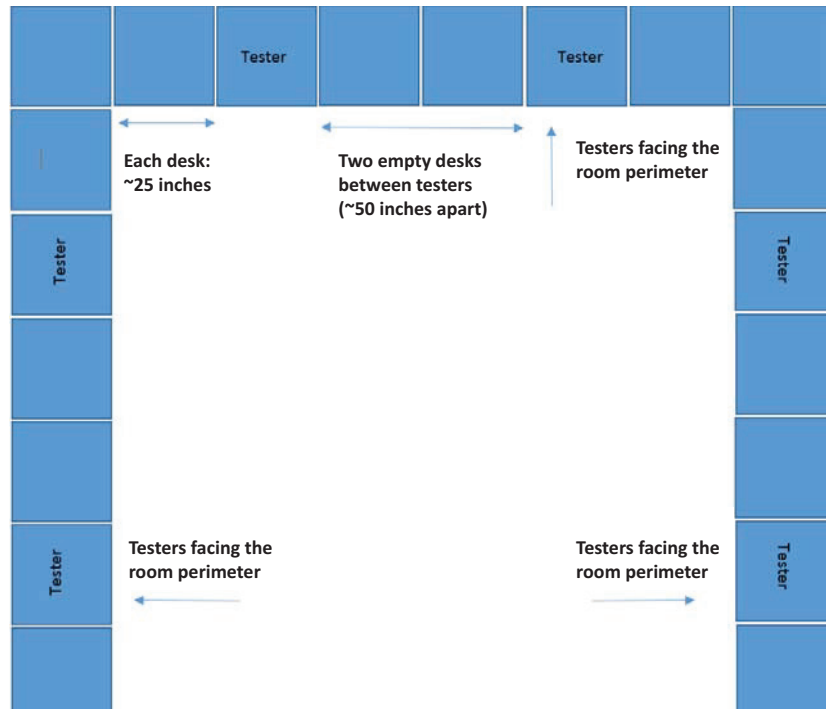 Tester
Tester
Each desk:
~25 inches
Two empty desks
between testers
(~50 inches apart)
Testers facing the
room perimeter
Tester
Tester
Testers facing the
room perimeter
Testers facing the
room perimeter
Tester
Tester